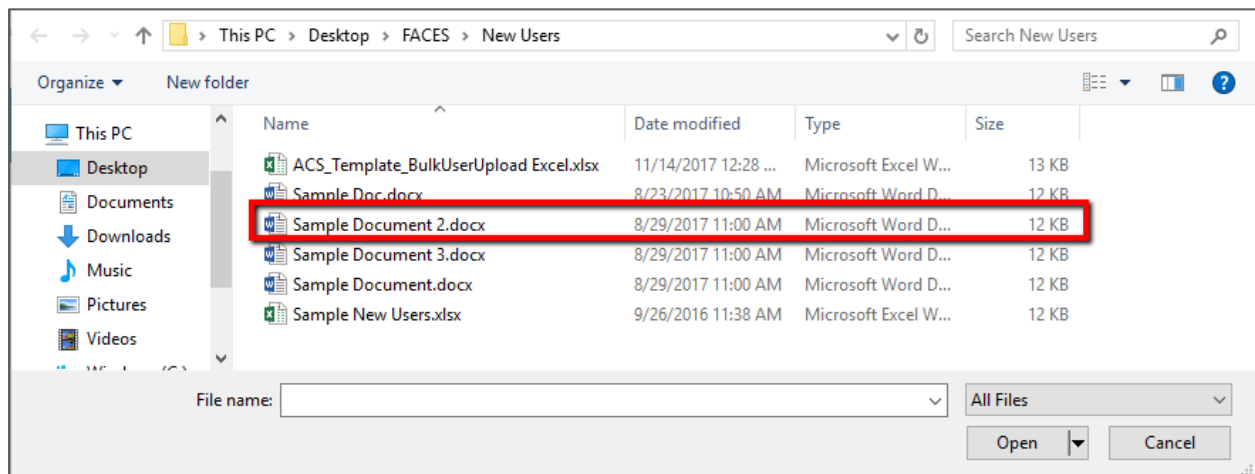 This PC > Desktop > FACES > New Users Search New Users
Organize New folder
Name Date modified Type Size
This PC
Desktop
Documents
Downloads
Music
Pictures
Videos
ACS_Template_BulkUserUpload Excel.xlsx 11/14/2017 12:28 ... Microsoft Excel W... 13 KB
Sample Doc.docx 8/23/2017 10:50 AM Microsoft Word D... 12 KB
Sample Document 2.docx 8/29/2017 11:00 AM Microsoft Word D... 12 KB
Sample Document 3.docx 8/29/2017 11:00 AM Microsoft Word D... 12 KB
Sample Document.docx 8/29/2017 11:00 AM Microsoft Word D... 12 KB
Sample New Users.xlsx 9/26/2016 11:38 AM Microsoft Excel W... 12 KB
File name: All Files
Open Cancel